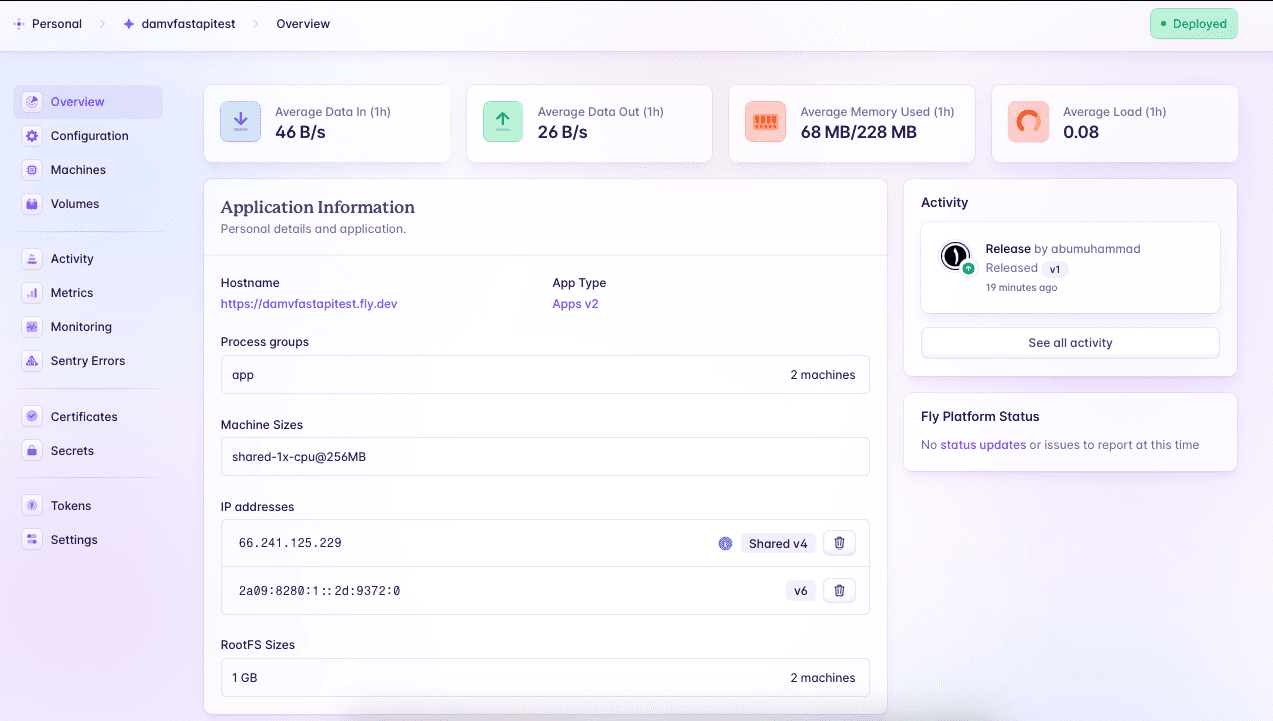 Personal
damvfastapitest
Overview
Deployed
Overview
Configuration
Machines
Volumes
Activity
Metrics
Monitoring
Sentry Errors
Certificates
Secrets
Tokens
Settings
Average Data In (1h)
46 B/s
Average Data Out (1h)
26 B/s
Average Memory Used (1h)
68 MB/228 MB
Average Load (1h)
0.08
Application Information
Personal details and application.
Hostname
https://damvfastapitest.fly.dev
App Type
Apps v2
Process groups
app 2 machines
Machine Sizes
shared-1x-cpu@256MB
IP addresses
66.241.125.229 Shared v4
2a09:8280:1::2d:9372:0 v6
RootFS Sizes
1 GB 2 machines
Activity
Release by abumuhammad
Released v1
19 minutes ago
See all activity
Fly Platform Status
No status updates or issues to report at this time